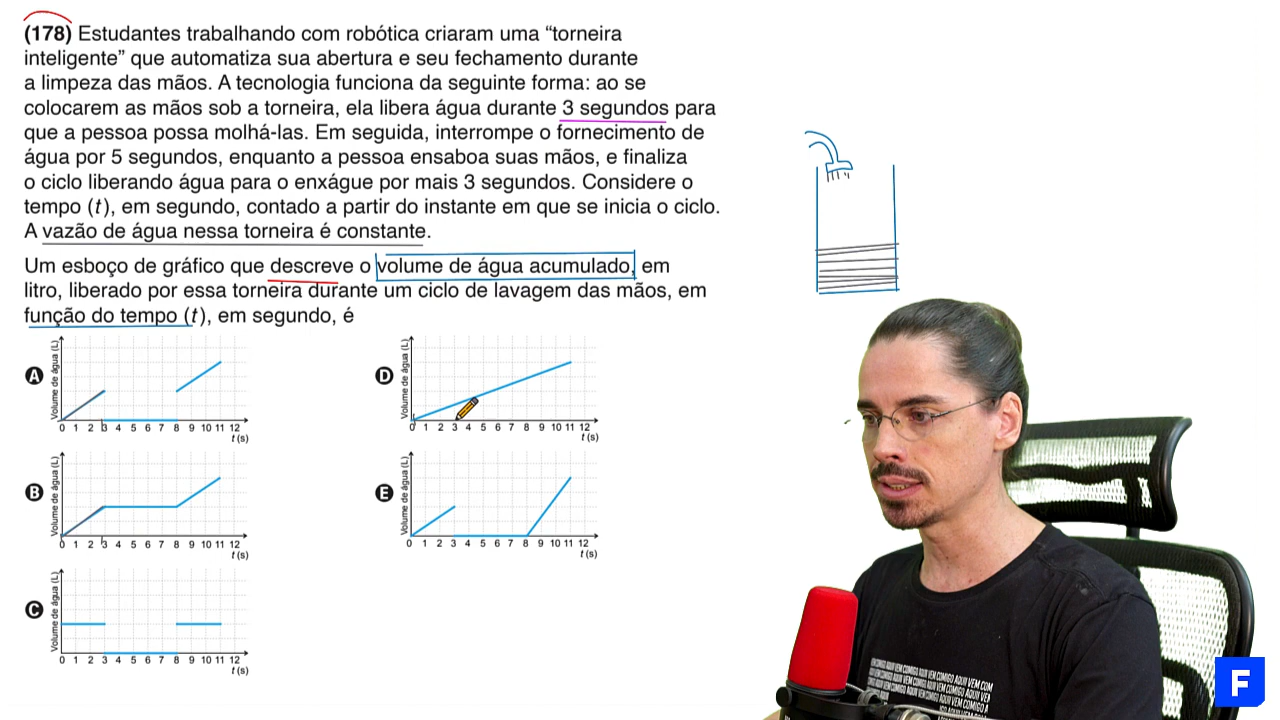 (178) Estudantes trabalhando com robótica criaram uma “torneira
inteligente” que automatiza sua abertura e seu fechamento durante
a limpeza das mãos. A tecnologia funciona da seguinte forma: ao se
colocarem as mãos sob a torneira, ela libera água durante 3 segundos para
que a pessoa possa molhá-las. Em seguida, interrompe o fornecimento de
água por 5 segundos, enquanto a pessoa ensaboa suas mãos, e finaliza
o ciclo liberando água para o enxágue por mais 3 segundos. Considere o
tempo (t), em segundo, contado a partir do instante em que se inicia o ciclo.
A vazão de água nessa torneira é constante.
Um esboço de gráfico que descreve o volume de água acumulado, em
litro, liberado por essa torneira durante um ciclo de lavagem das mãos, em
função do tempo (t), em segundo, é
A
Volume de água (L)
0 1 2 3 4 5 6 7 8 9 10 11 12
t (s)
B
Volume de água (L)
0 1 2 3 4 5 6 7 8 9 10 11 12
t (s)
C
Volume de água (L)
0 1 2 3 4 5 6 7 8 9 10 11 12
t (s)
D
Volume de água (L)
0 1 2 3 4 5 6 7 8 9 10 11 12
t (s)
E
Volume de água (L)
0 1 2 3 4 5 6 7 8 9 10 11 12
t (s)
F